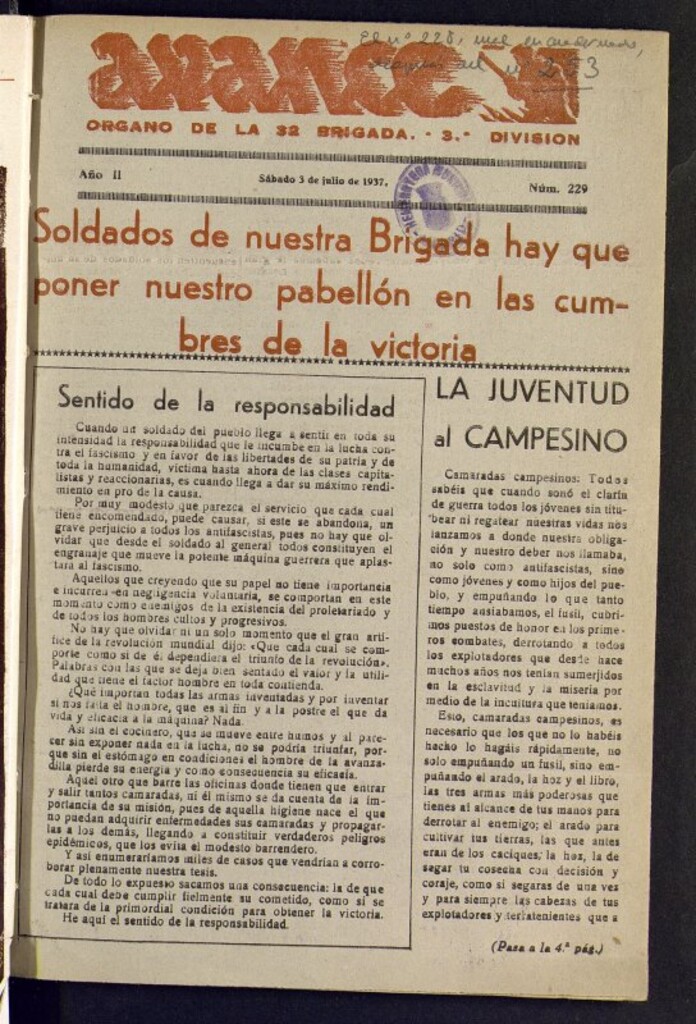 El nº 228, mal encuadernado,
después del nº 253
avance
ORGANO DE LA 32 BRIGADA. - 3.ª DIVISION
Año II
Sábado 3 de julio de 1937,
Núm. 229
HEMEROTECA MUNICIPAL
Soldados de nuestra Brigada hay que
poner nuestro pabellón en las cum-
bres de la victoria
Sentido de la responsabilidad
Cuando un soldado del pueblo llega a sentir en toda su
intensidad la responsabilidad que le incumbe en la lucha con-
tra el fascismo y en favor de las libertades de su patria y de
toda la humanidad, víctima hasta ahora de las clases capita-
listas y reaccionarias, es cuando llega a dar su máximo rendi-
miento en pro de la causa.
Por muy modesto que parezca el servicio que cada cual
tiene encomendado, puede causar, si este se abandona, un
grave perjuicio a todos los antifascistas, pues no hay que ol-
vidar que desde el soldado al general todos constituyen el
engranaje que mueve la potente máquina guerrera que aplas-
tará al fascismo.
Aquellos que creyendo que su papel no tiene importancia
e incurren en negligencia voluntaria, se comportan en este
momento como enemigos de la existencia del proletariado y
de todos los hombres cultos y progresivos.
No hay que olvidar ni un solo momento que el gran artí-
fice de la revolución mundial dijo: «Que cada cual se com-
porte como si de él dependiera el triunfo de la revolución».
Palabras con las que se deja bien sentado el valor y la utili-
dad que tiene el factor hombre en toda contienda.
¿Qué importan todas las armas inventadas y por inventar
si nos falta el hombre, que es al fin y a la postre el que da
vida y eficacia a la máquina? Nada.
Así sin el cocinero, que se mueve entre humos y al pare-
cer sin exponer nada en la lucha, no se podría triunfar, por-
que sin el estómago en condiciones el hombre de la avanza-
dilla pierde su energía y como consecuencia su eficacia.
Aquel otro que barre las oficinas donde tienen que entrar
y salir tantos camaradas, ni él mismo se da cuenta de la im-
portancia de su misión, pues de aquella higiene nace el que
no puedan adquirir enfermedades sus camaradas y propagar-
las a los demás, llegando a constituir verdaderos peligros
epidémicos, que los evita el modesto barrendero.
Y así enumeraríamos miles de casos que vendrían a corro-
borar plenamente nuestra tesis.
De todo lo expuesto sacamos una consecuencia: la de que
cada cual debe cumplir fielmente su cometido, como si se
tratara de la primordial condición para obtener la victoria.
He aquí el sentido de la responsabilidad.
LA JUVENTUD
al CAMPESINO
Camaradas campesinos: Todos
sabéis que cuando sonó el clarín
de guerra todos los jóvenes sin titu-
bear ni regatear nuestras vidas nos
lanzamos a donde nuestra obliga-
ción y nuestro deber nos llamaba,
no solo como antifascistas, sino
como jóvenes y como hijos del pue-
blo, y empuñando lo que tanto
tiempo ansiabamos, el fusil, cubri-
mos puestos de honor en los prime-
ros combates, derrotando a todos
los explotadores que desde hace
muchos años nos tenían sumerjidos
en la esclavitud y la miseria por
medio de la incultura que teníamos.
Esto, camaradas campesinos, es
necesario que los que no lo habéis
hecho lo hagáis rápidamente, no
solo empuñando un fusil, sino em-
puñando el arado, la hoz y el libro,
las tres armas más poderosas que
tienes al alcance de tus manos para
derrotar al enemigo; el arado para
cultivar tus tierras, las que antes
eran de los caciques; la hoz, la de
segar tu cosecha con decisión y
coraje, como si segaras de una vez
y para siempre las cabezas de tus
explotadores y terratenientes que a
(Pasa a la 4.ª pág.)